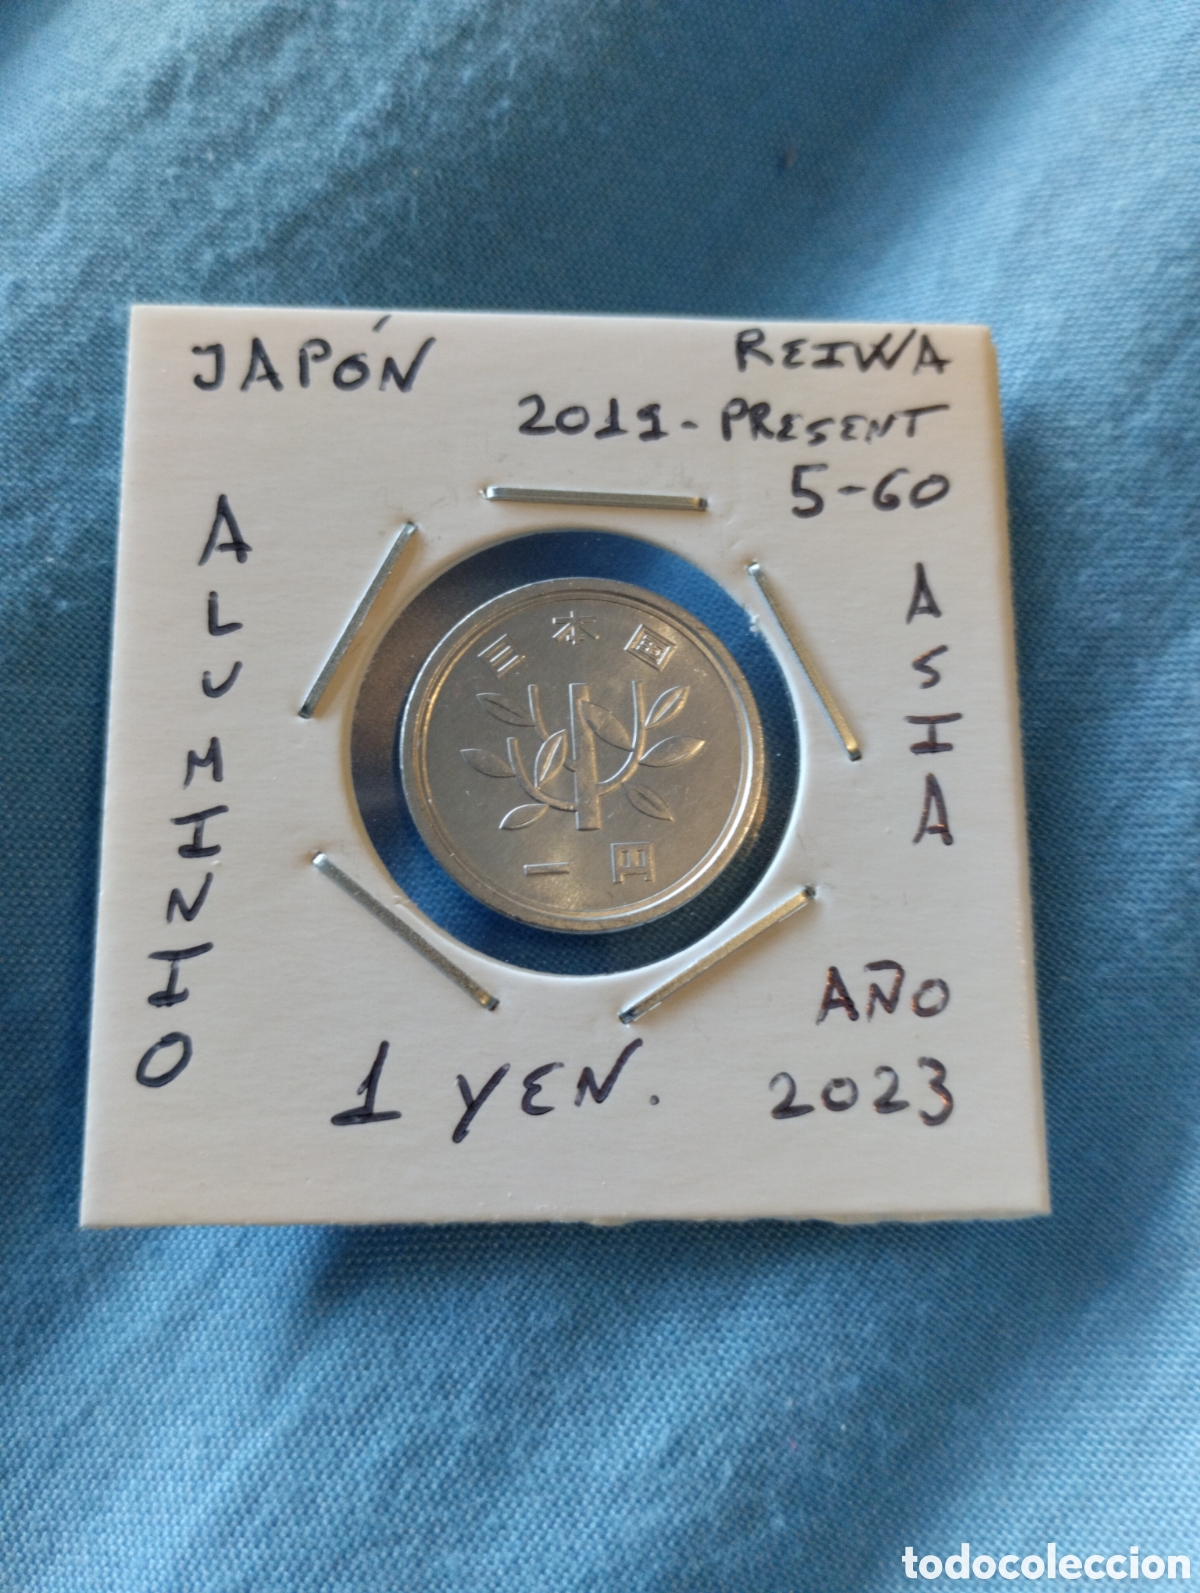 JAPÓN
REIWA
2019-PRESENT
5-60
ALUMINIO
ASIA
日本国
一円
1 YEN.
AÑO
2023
todocoleccion